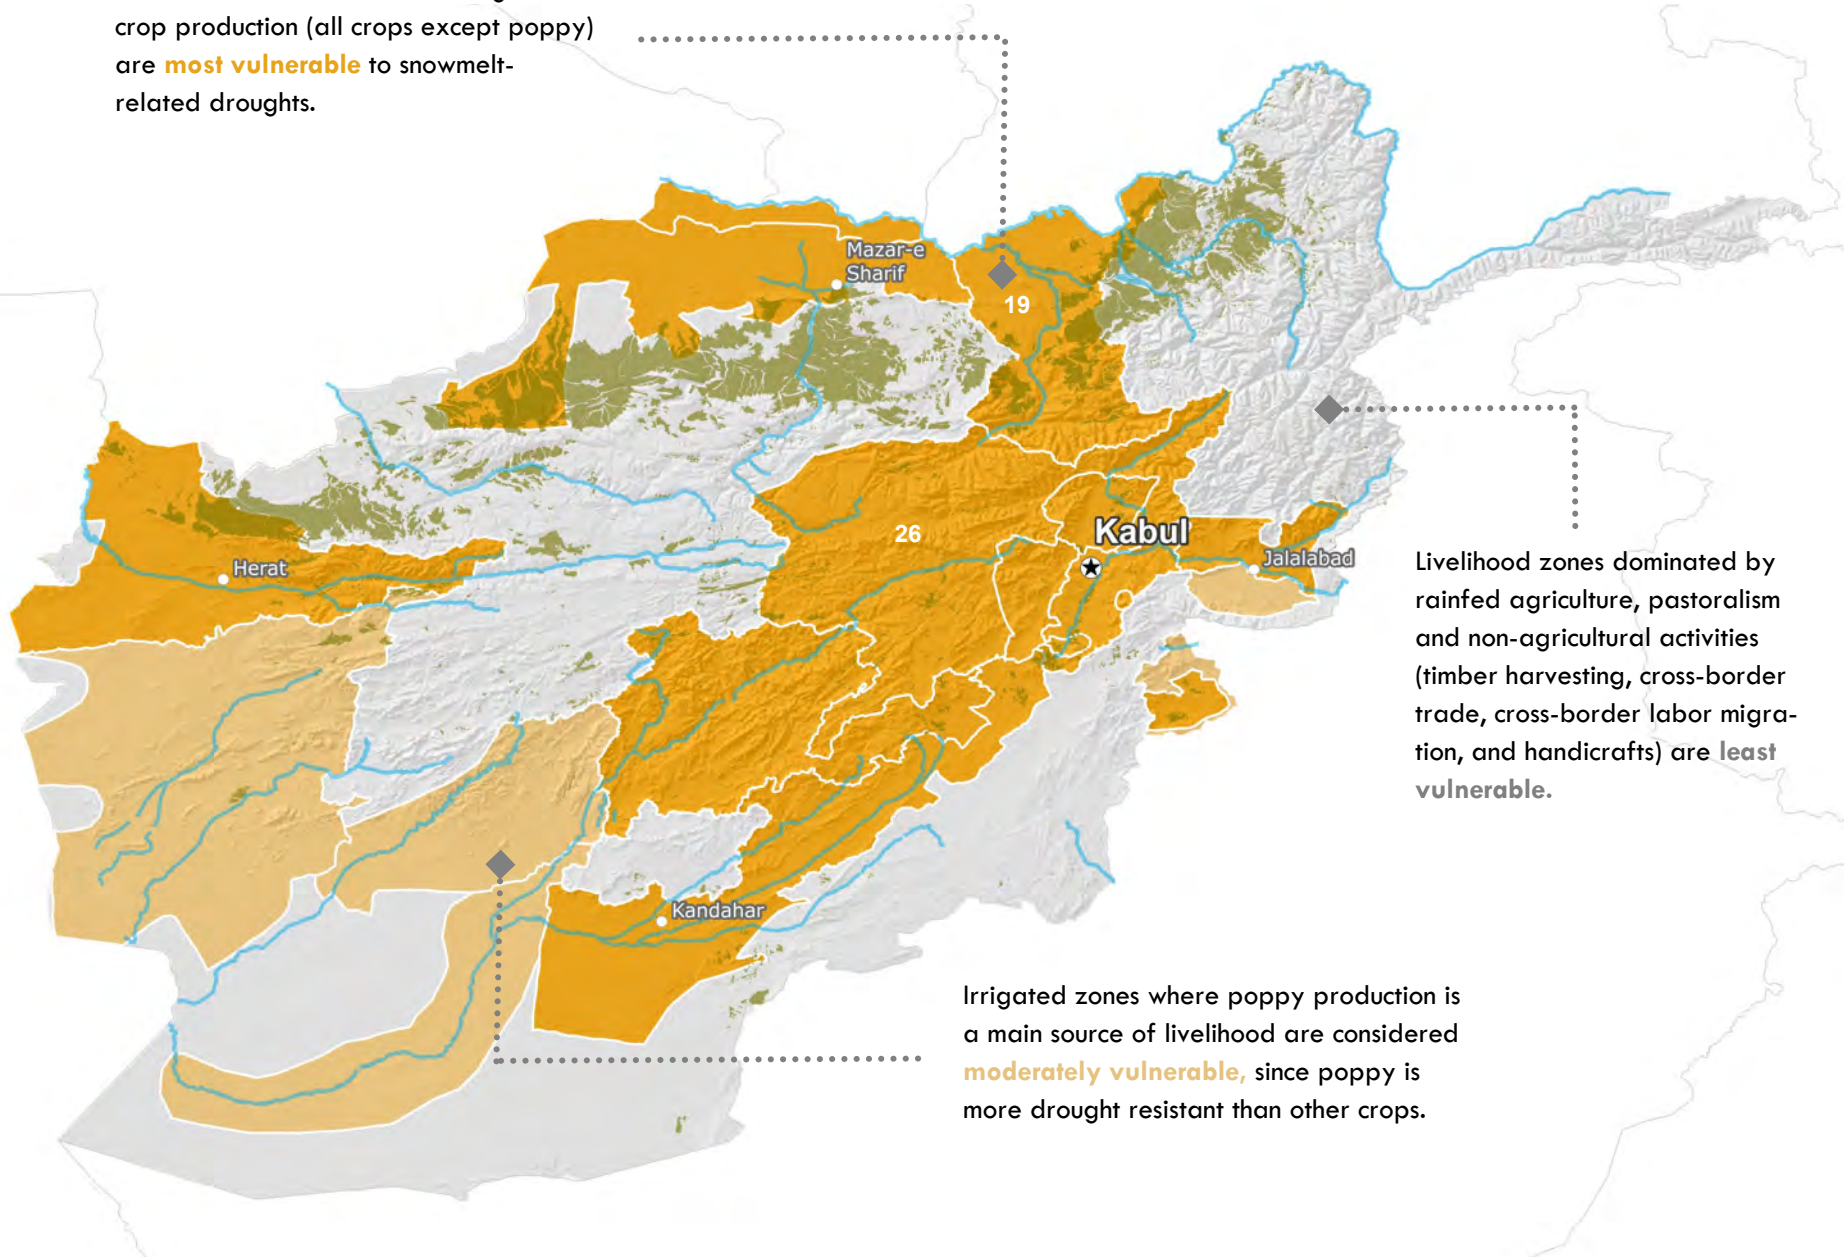 crop production (all crops except poppy)
are most vulnerable to snowmelt-
related droughts.
Mazar-e
Sharif
19
26
Kabul
Jalalabad
Herat
Kandahar
Livelihood zones dominated by
rainfed agriculture, pastoralism
and non-agricultural activities
(timber harvesting, cross-border
trade, cross-border labor migra-
tion, and handicrafts) are least
vulnerable.
Irrigated zones where poppy production is
a main source of livelihood are considered
moderately vulnerable, since poppy is
more drought resistant than other crops.